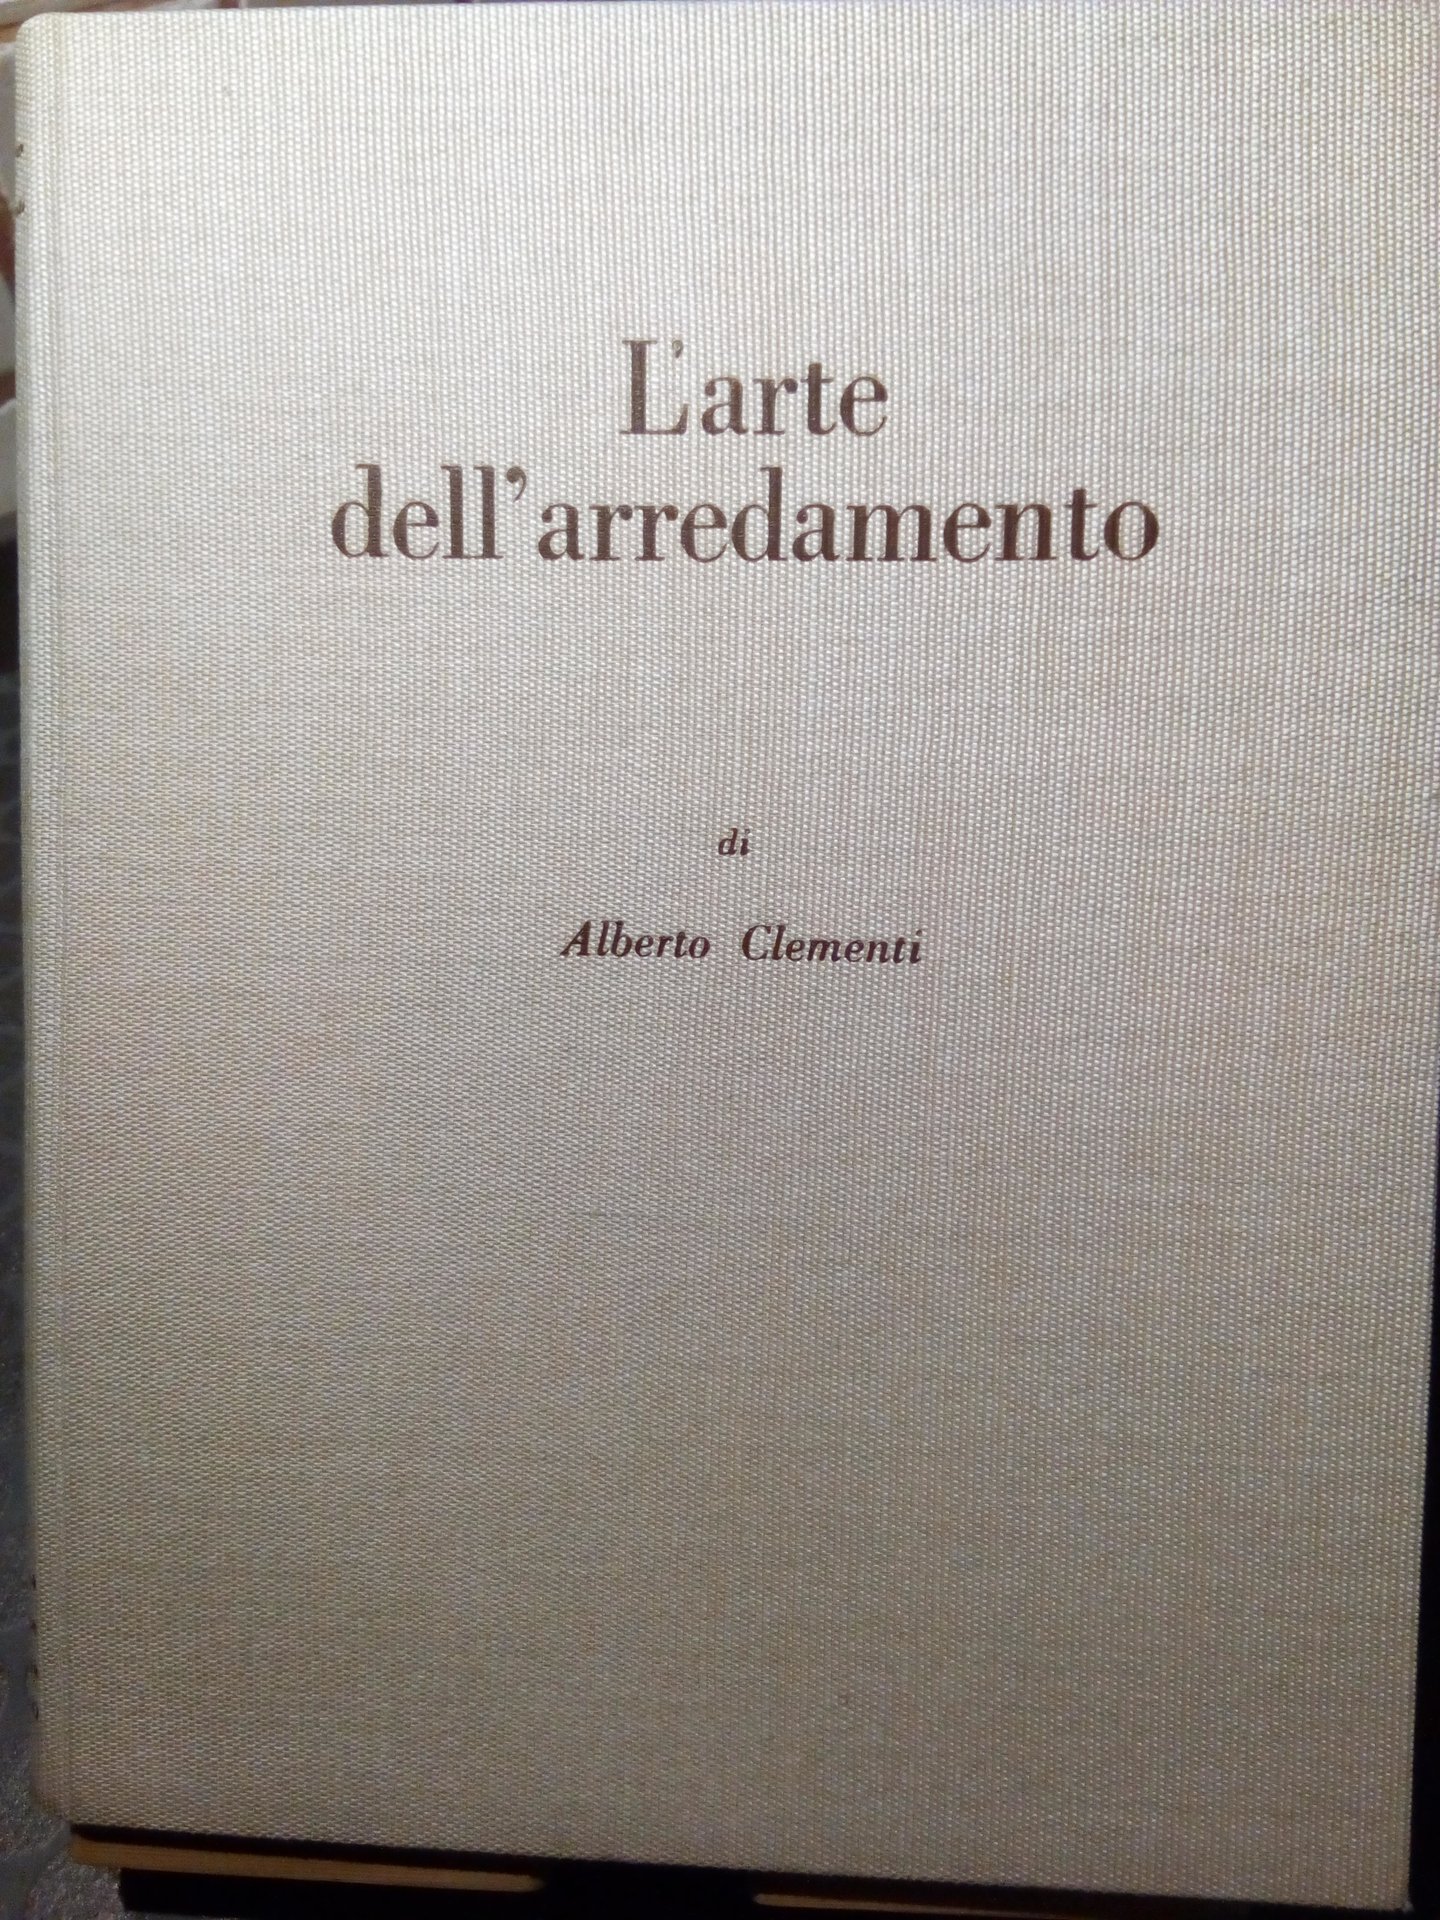 L'arte
dell'arredamento
di
Alberto Clementi